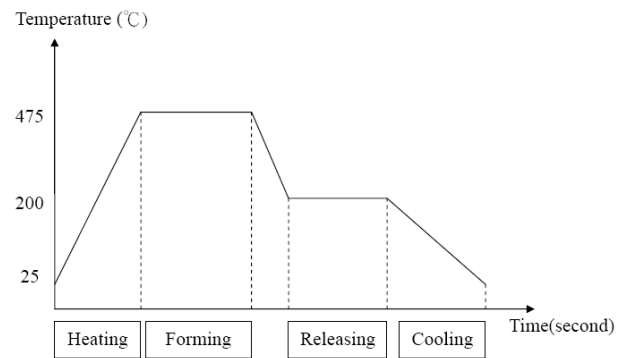 Temperature (℃)
475
200
25
Time(second)
Heating
Forming
Releasing
Cooling